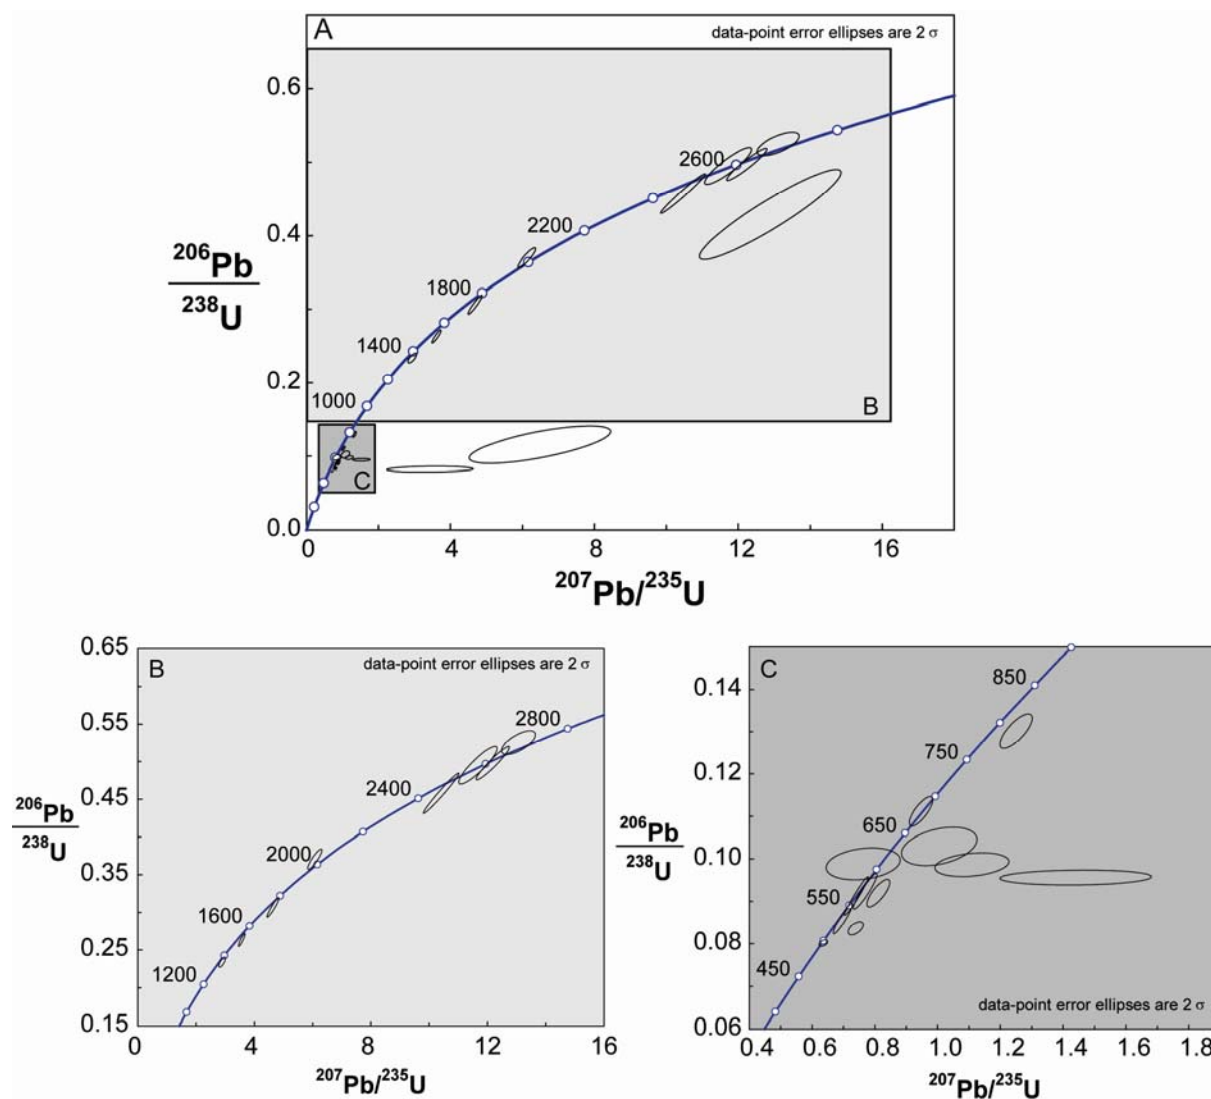 A
data-point error ellipses are 2 σ
0.6
2600
0.4
2200
²⁰⁶Pb
²³⁸U
1800
1400
0.2
1000
B
C
0.0
0 4 8 12 16
²⁰⁷Pb/²³⁵U
0.65
B
data-point error ellipses are 2 σ
0.55
2800
2400
0.45
²⁰⁶Pb
²³⁸U
2000
0.35
1600
0.25
1200
0.15
0 4 8 12 16
²⁰⁷Pb/²³⁵U
C
850
0.14
750
0.12
650
²⁰⁶Pb
²³⁸U
0.10
550
0.08
450
data-point error ellipses are 2 σ
0.06
0.4 0.6 0.8 1.0 1.2 1.4 1.6 1.8
²⁰⁷Pb/²³⁵U